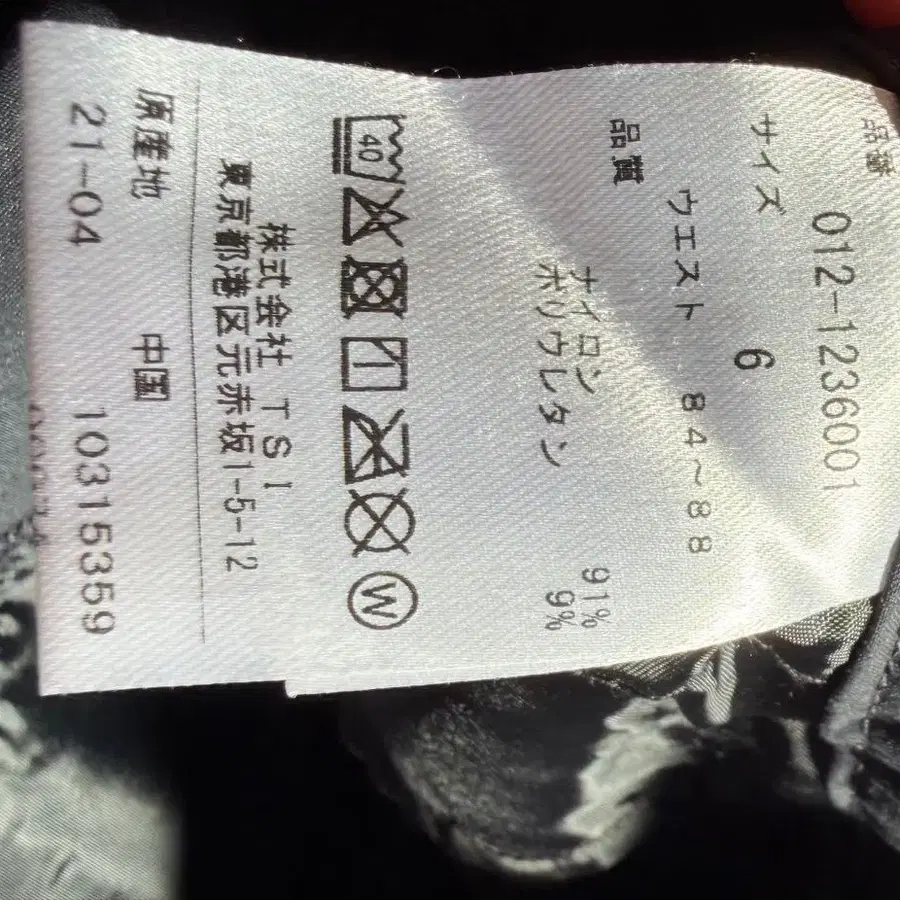 品番 012-1236001
サイズ 6
ウエスト 84~88
品質
ナイロン 91%
ポリウレタン 9%
40
W
株式会社 TSI
東京都港区元赤坂1-5-12
原産地 中国
21-04 10315359